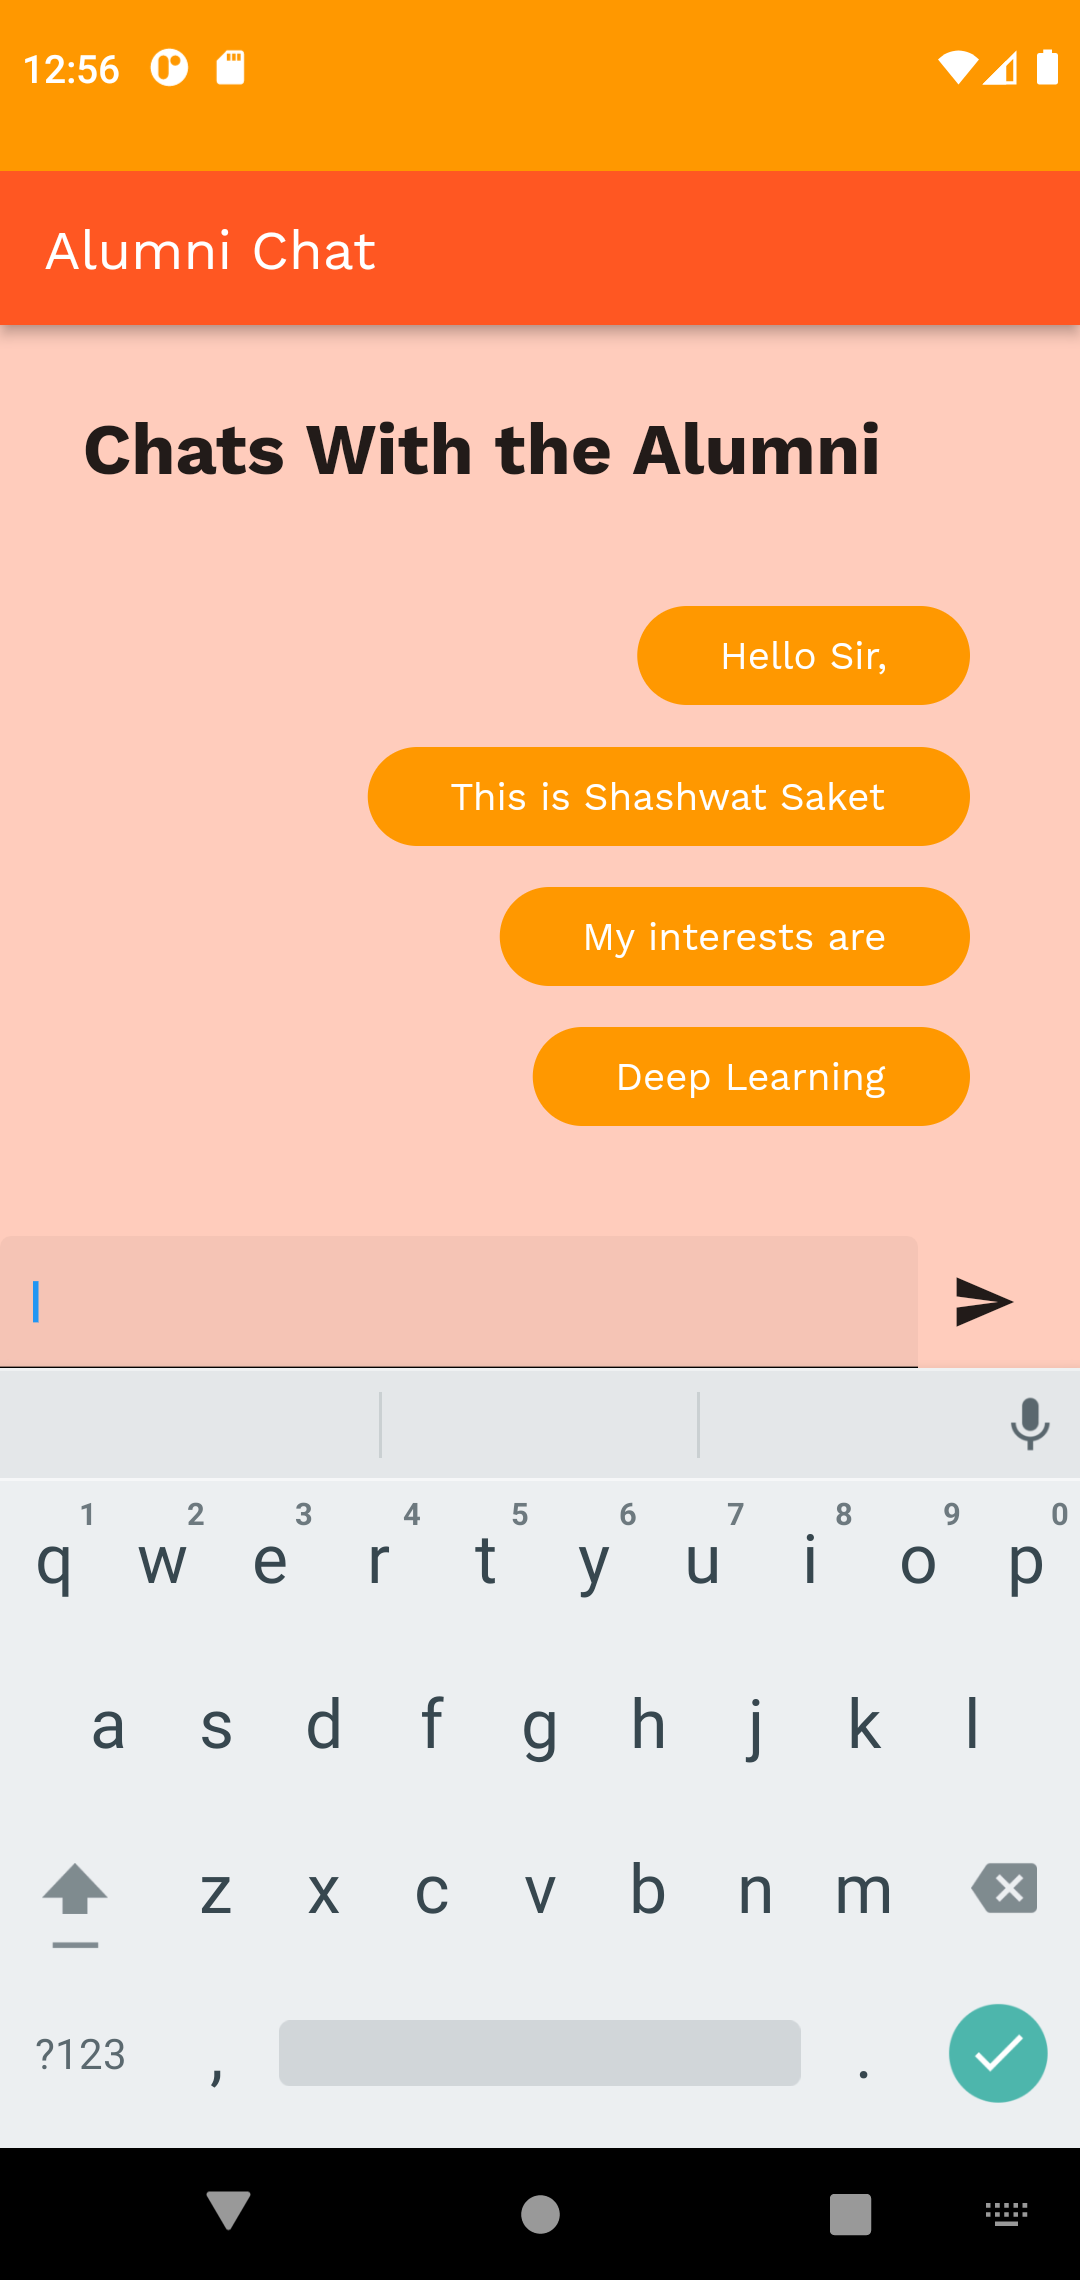 12:56
Alumni Chat
Chats With the Alumni
Hello Sir,
This is Shashwat Saket
My interests are
Deep Learning
1 2 3 4 5 6 7 8 9 0
q w e r t y u i o p
a s d f g h j k l
z x c v b n m
?123 , .